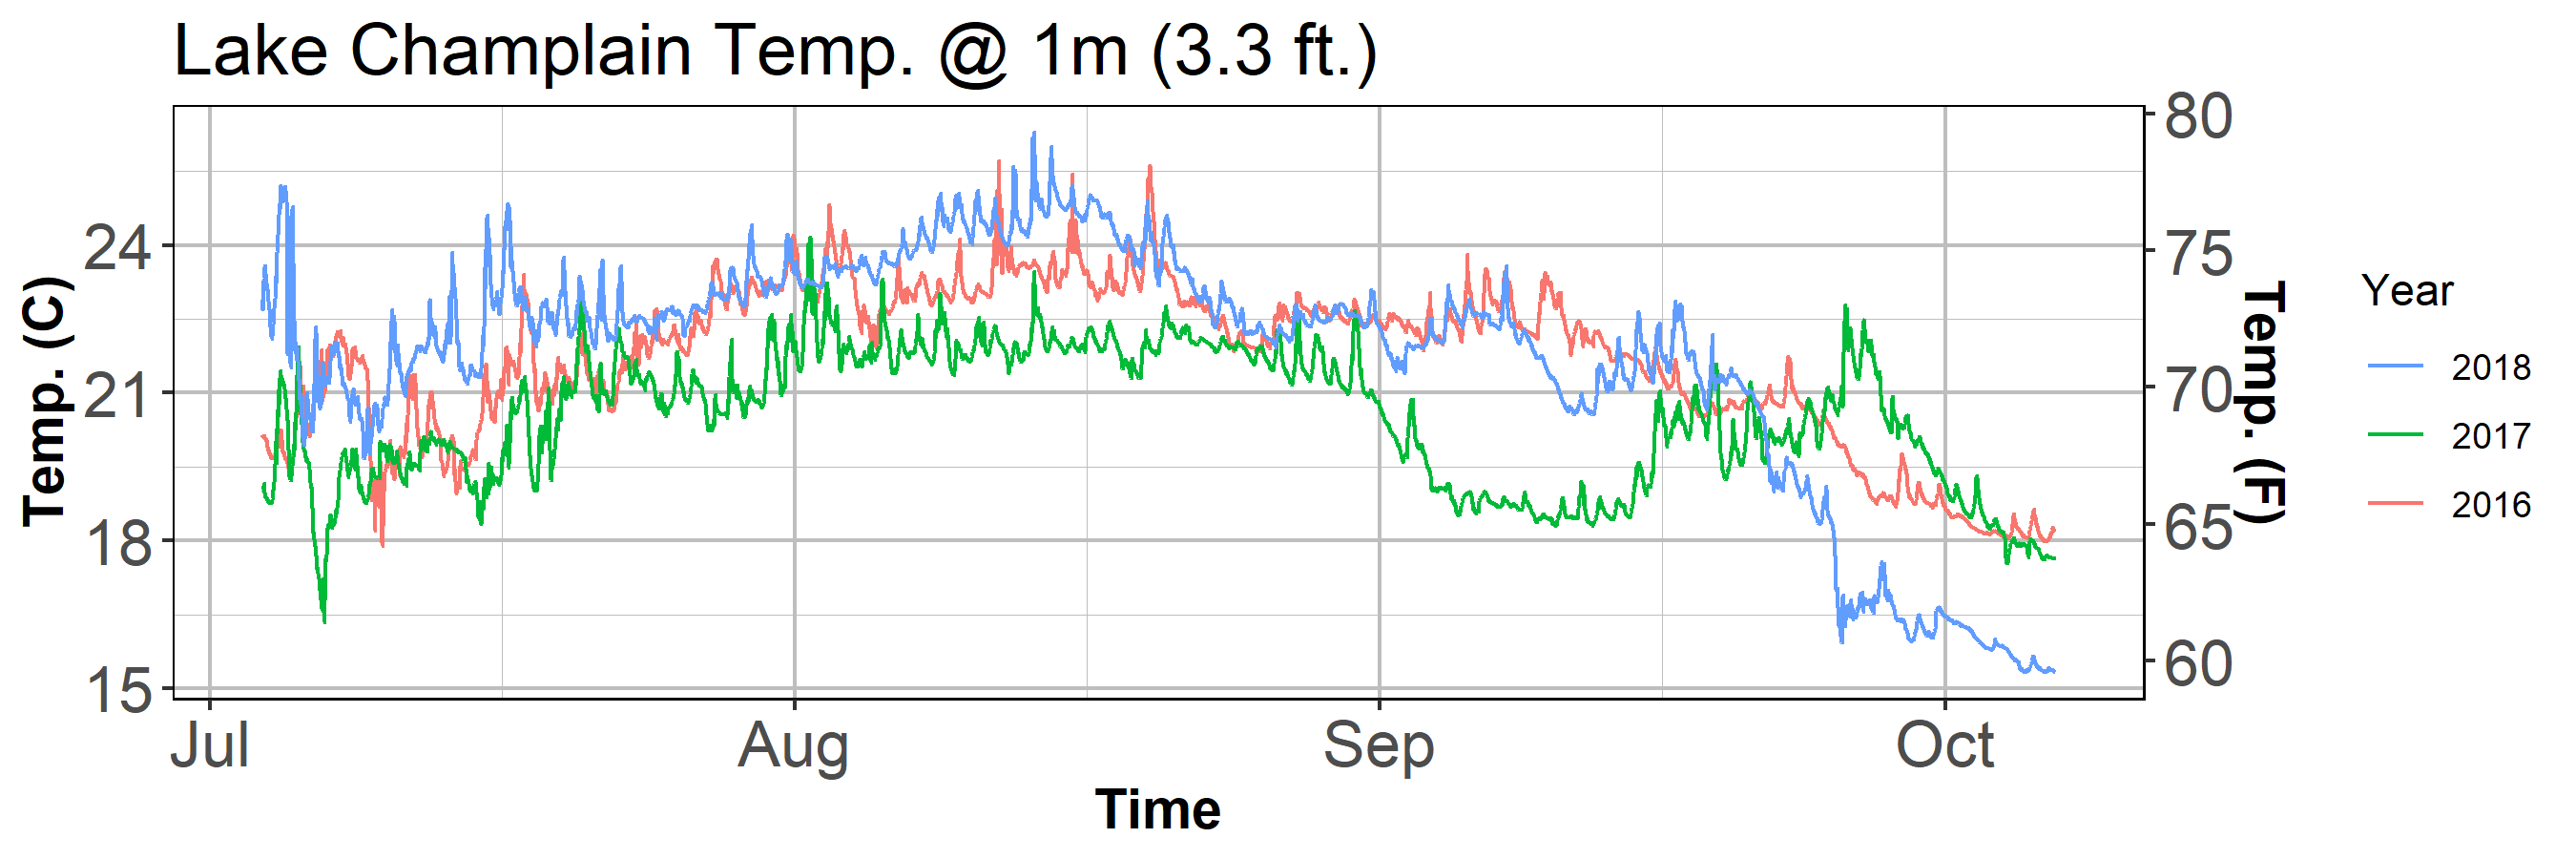 Lake Champlain Temp. @ 1m (3.3 ft.)
Temp. (C)
24
21
18
15
80
75
70
65
60
Temp. (F)
Jul Aug Sep Oct
Time
Year
2018
2017
2016